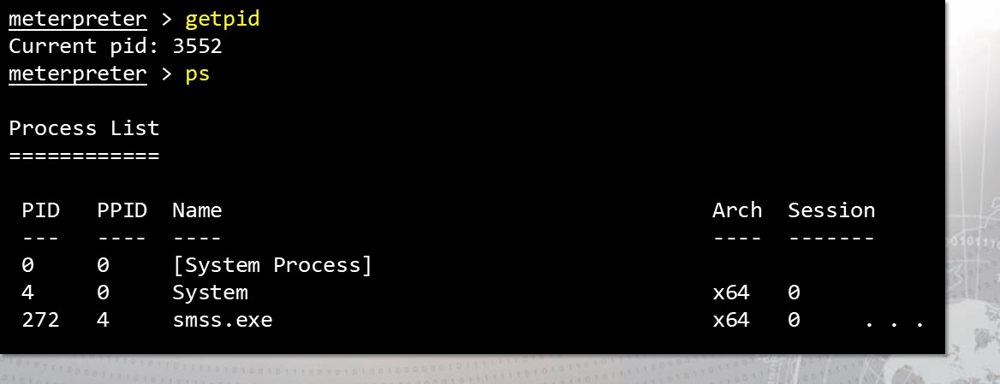 meterpreter > getpid
Current pid: 3552
meterpreter > ps
Process List
============
PID PPID Name Arch Session
--- ---- ---- ---- -------
0 0 [System Process]
4 0 System x64 0
272 4 smss.exe x64 0 . . .